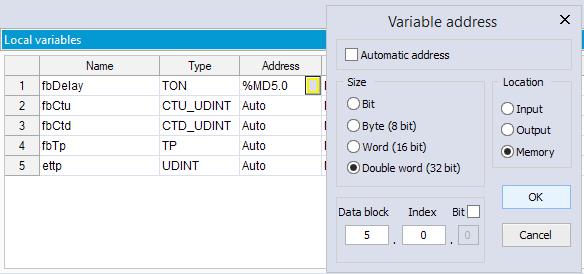 Local variables
Name Type Address
1 fbDelay TON %MD5.0
2 fbCtu CTU_UDINT Auto
3 fbCtd CTD_UDINT Auto
4 fbTp TP Auto
5 ettp UDINT Auto
Variable address
Automatic address
Size
Bit
Byte (8 bit)
Word (16 bit)
Double word (32 bit)
Location
Input
Output
Memory
Data block Index Bit
5 . 0 . 0
OK
Cancel